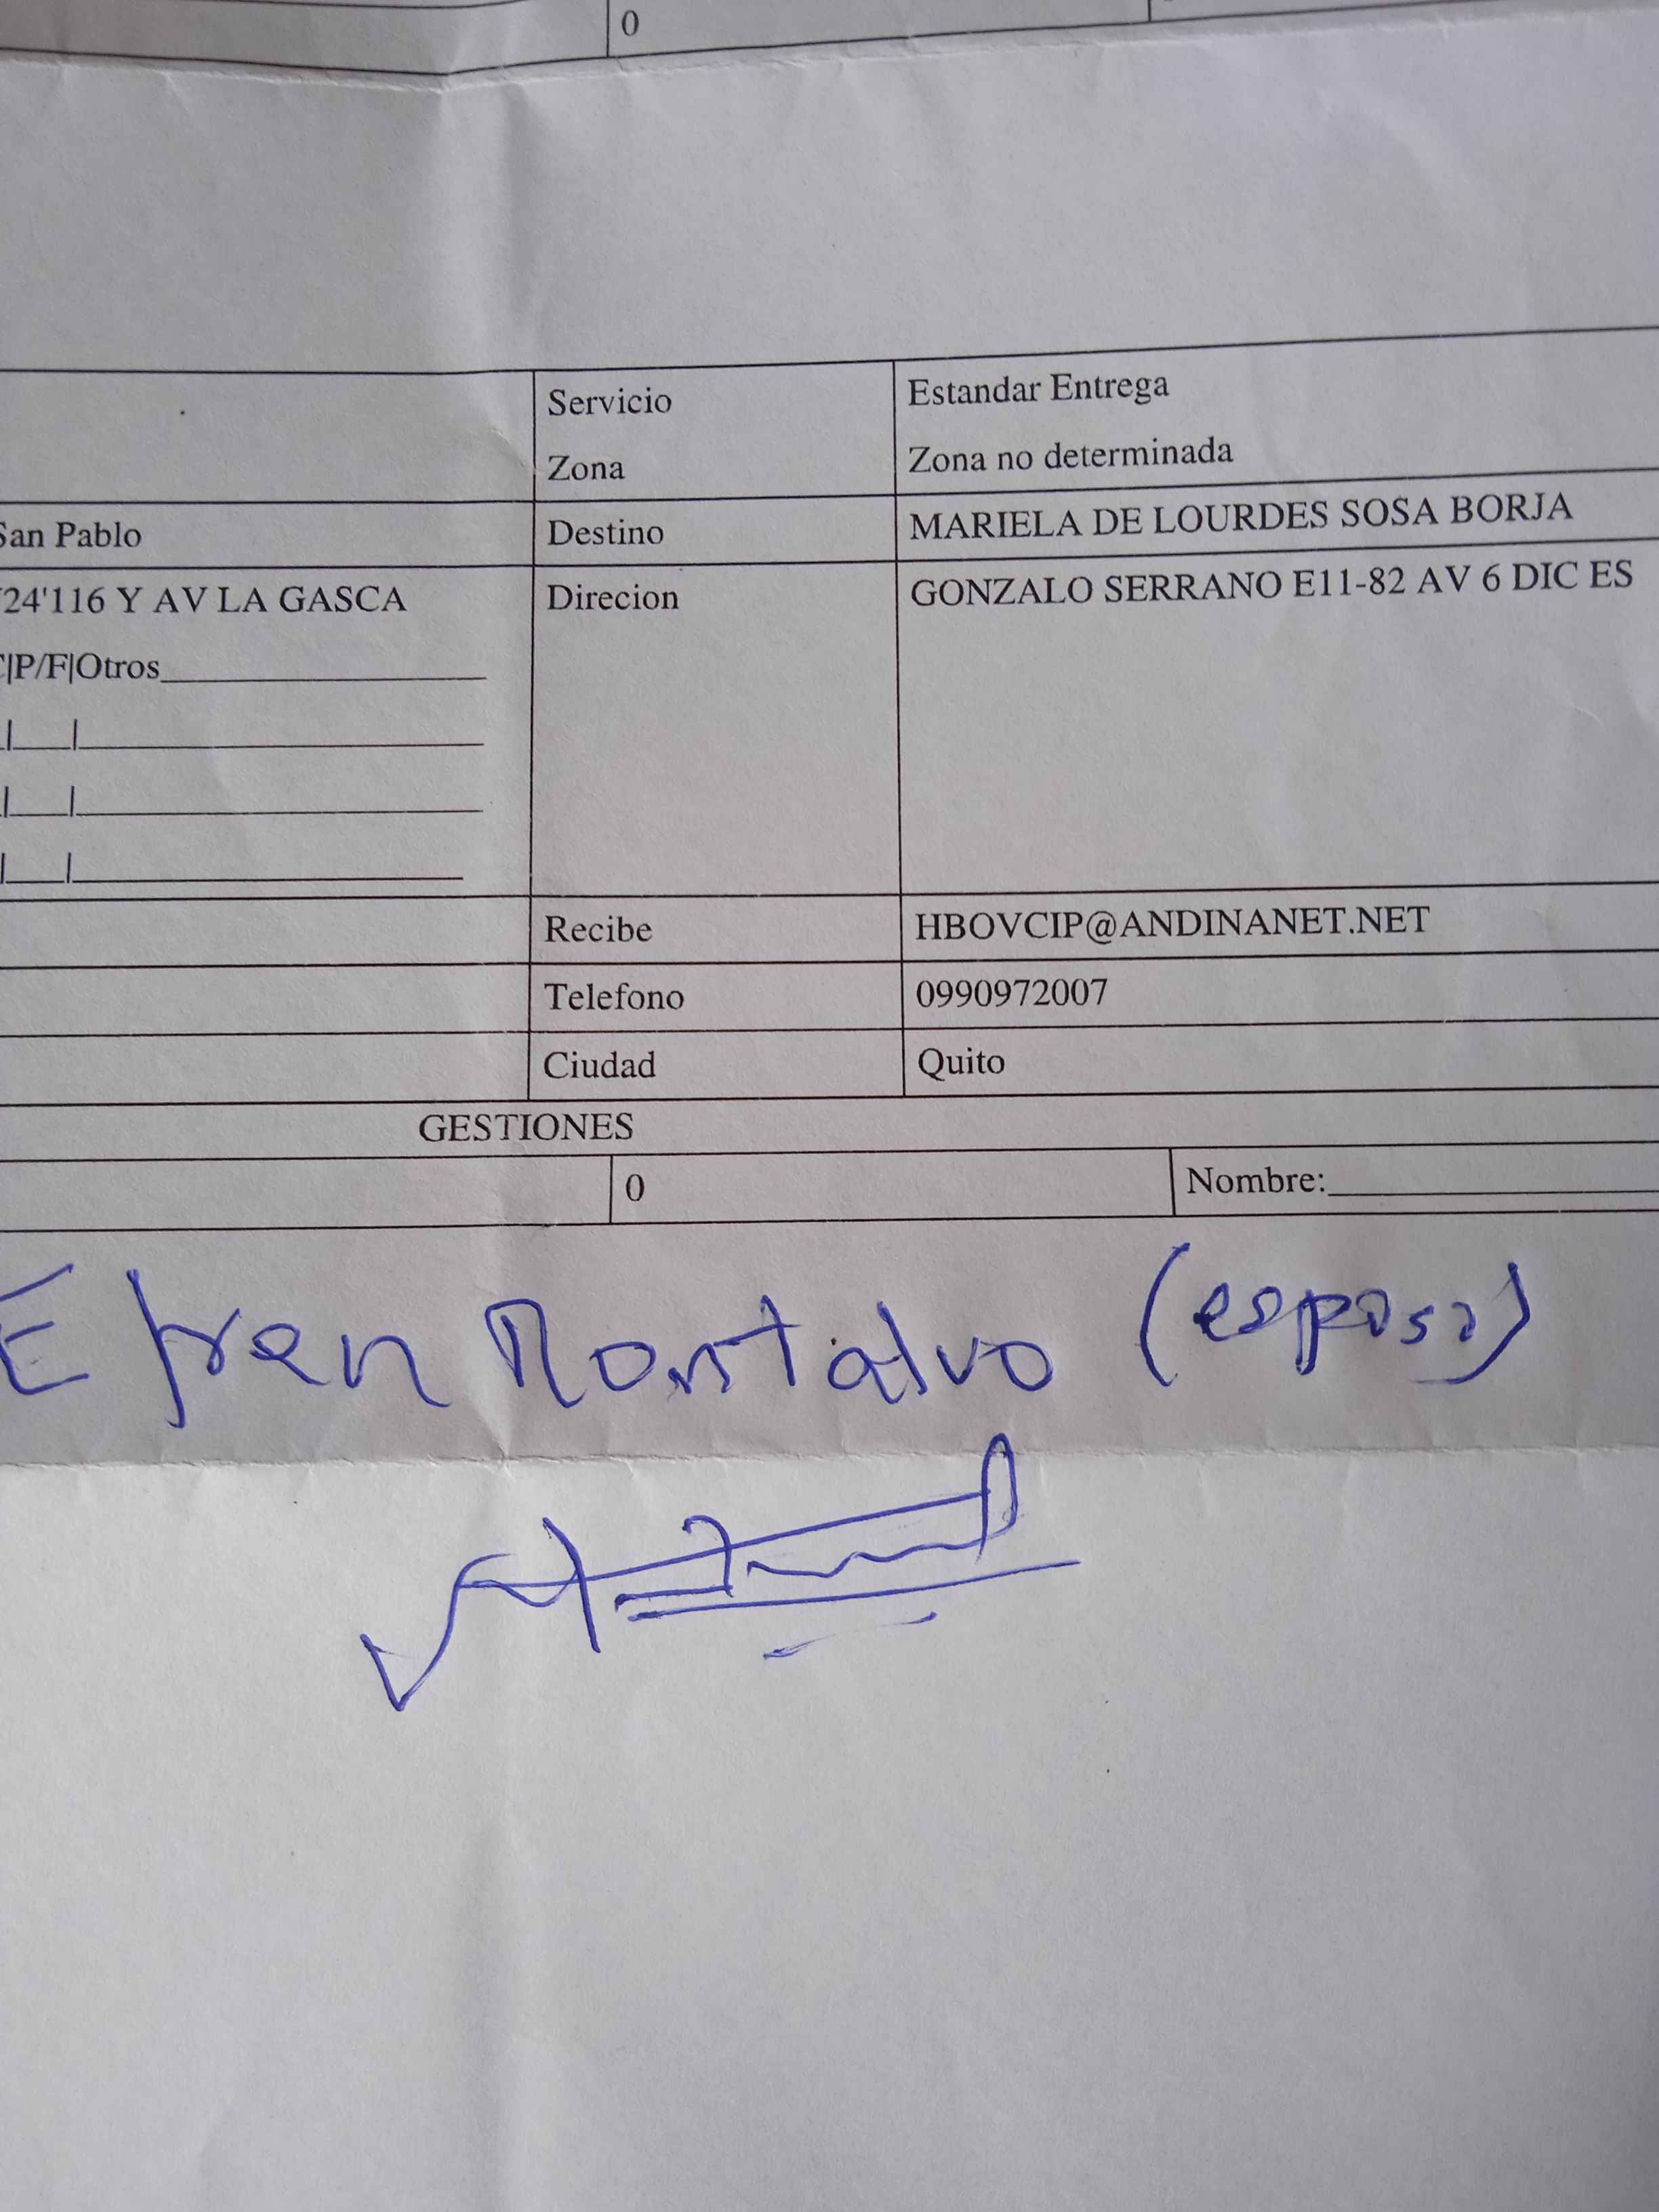 0
Servicio Estandar Entrega
Zona Zona no determinada
San Pablo Destino MARIELA DE LOURDES SOSA BORJA
24'116 Y AV LA GASCA Direcion GONZALO SERRANO E11-82 AV 6 DIC ES
|P/F|Otros
Recibe HBOVCIP@ANDINANET.NET
Telefono 0990972007
Ciudad Quito
GESTIONES
0 Nombre:
Efren Montalvo (esposo)